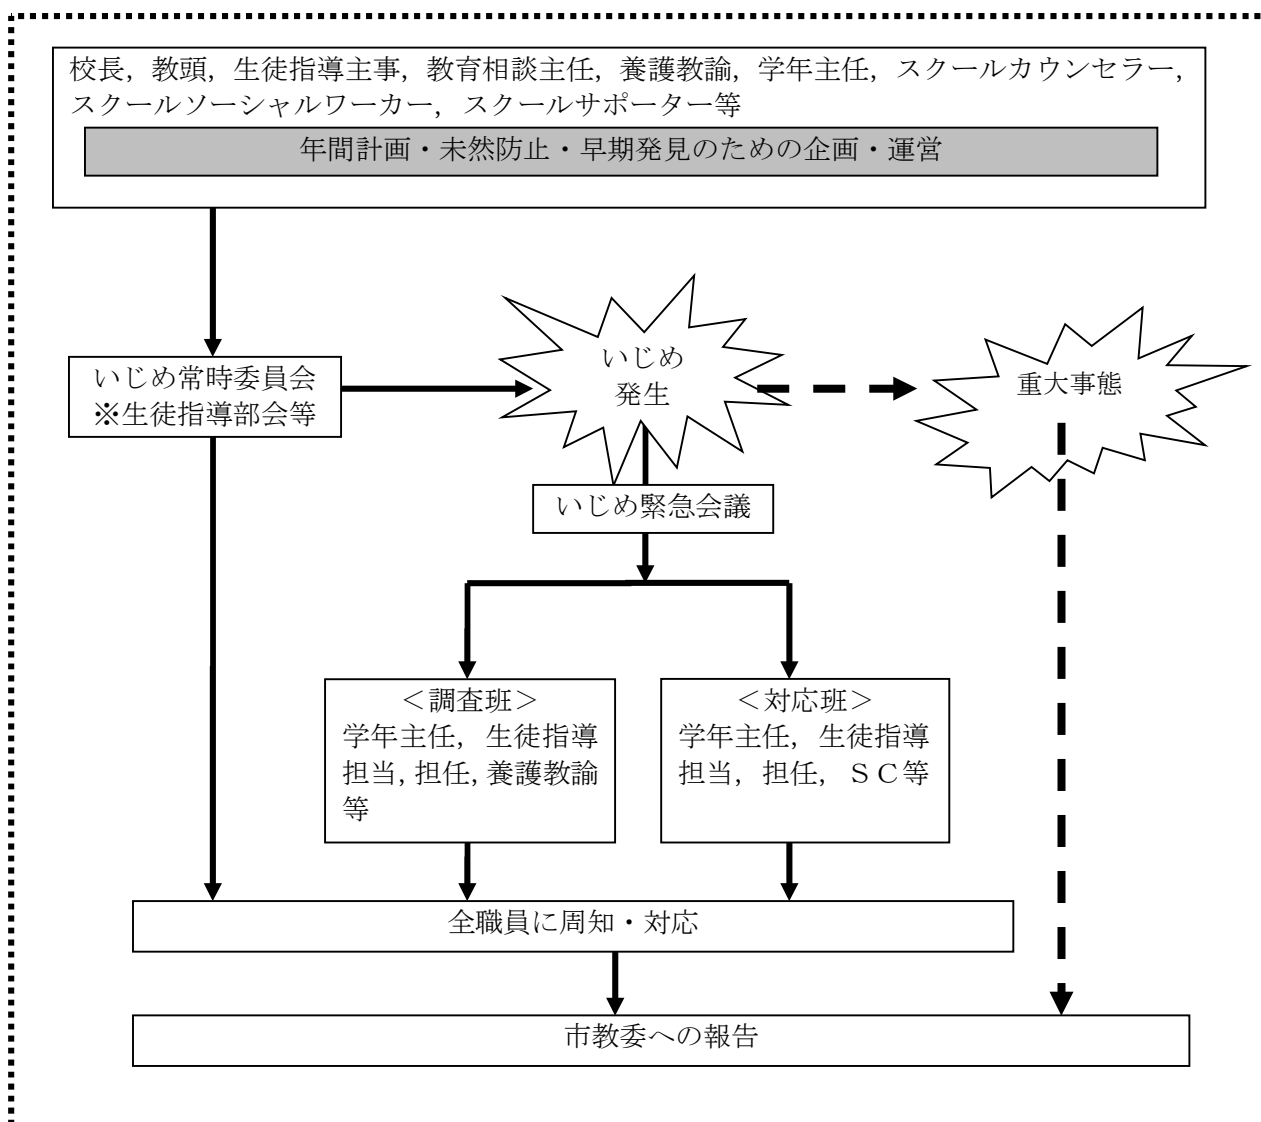 校長，教頭，生徒指導主事，教育相談主任，養護教諭，学年主任，スクールカウンセラー，
スクールソーシャルワーカー，スクールサポーター等
年間計画・未然防止・早期発見のための企画・運営
いじめ常時委員会
※生徒指導部会等
いじめ
発生
重大事態
いじめ緊急会議
＜調査班＞
学年主任，生徒指導
担当，担任，養護教諭
等
＜対応班＞
学年主任，生徒指導
担当，担任，ＳＣ等
全職員に周知・対応
市教委への報告